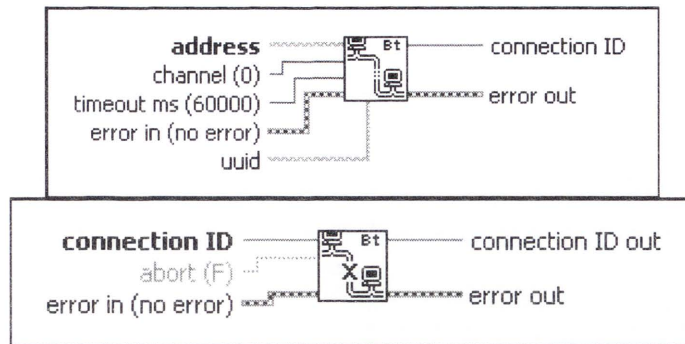 address
Bt
connection ID
channel (0)
timeout ms (60000)
error out
error in (no error)
uuid
connection ID
Bt
connection ID out
abort (F)
error in (no error)
error out